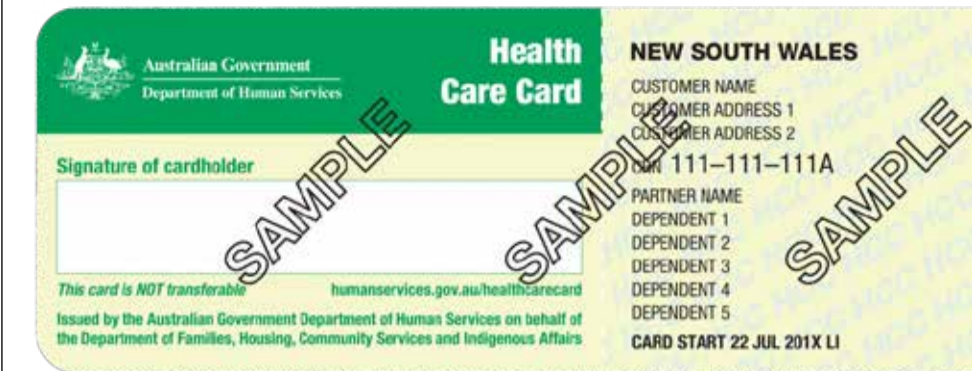 Australian Government
Department of Human Services
Health
Care Card
Signature of cardholder
This card is NOT transferable
humanservices.gov.au/healthcarecard
Issued by the Australian Government Department of Human Services on behalf of
the Department of Families, Housing, Community Services and Indigenous Affairs
NEW SOUTH WALES
CUSTOMER NAME
CUSTOMER ADDRESS 1
CUSTOMER ADDRESS 2
CRN 111–111–111A
PARTNER NAME
DEPENDENT 1
DEPENDENT 2
DEPENDENT 3
DEPENDENT 4
DEPENDENT 5
CARD START 22 JUL 201X LI
SAMPLE
SAMPLE
SAMPLE
HCC HCC HCC